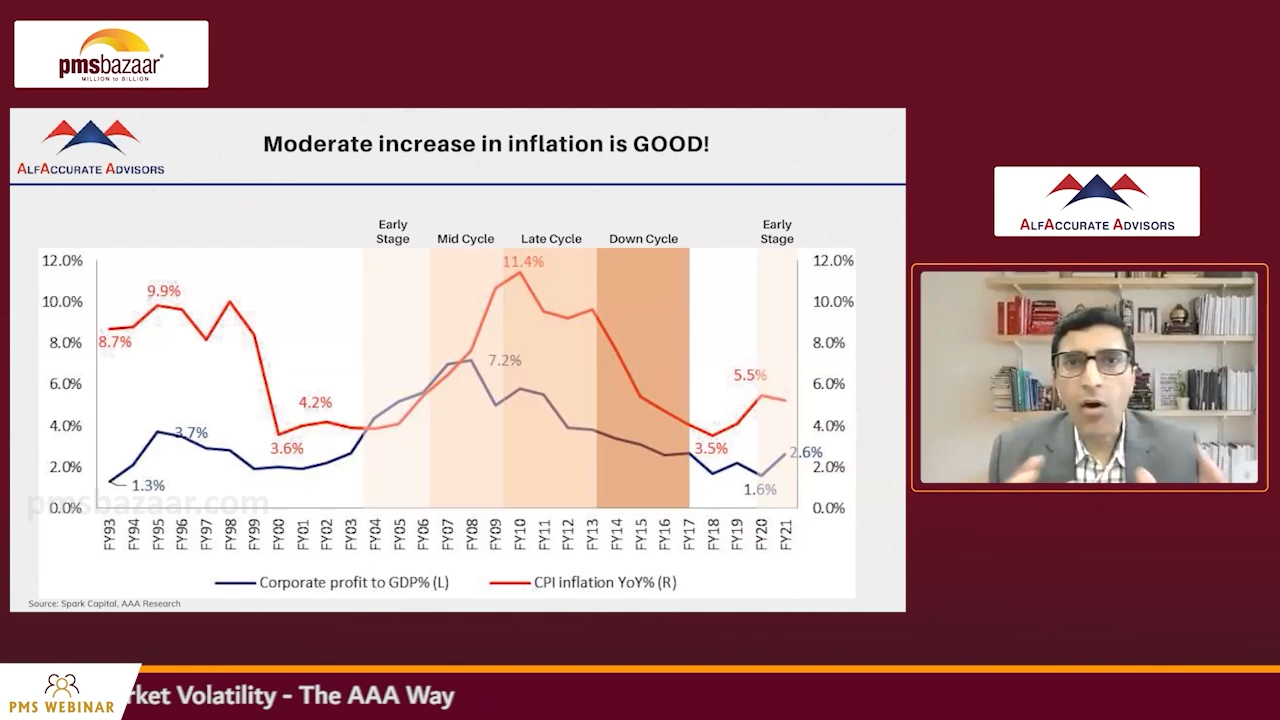 pmsbazaar
MILLION to BILLION
ALFACCURATE ADVISORS
Moderate increase in inflation is GOOD!
Early Stage
Mid Cycle
Late Cycle
Down Cycle
Early Stage
12.0%
10.0%
8.0%
6.0%
4.0%
2.0%
0.0%
12.0%
10.0%
8.0%
6.0%
4.0%
2.0%
0.0%
8.7%
9.9%
3.6%
4.2%
11.4%
3.5%
5.5%
1.3%
3.7%
7.2%
1.6%
2.6%
pmsbazaar.com
FY93 FY94 FY95 FY96 FY97 FY98 FY99 FY00 FY01 FY02 FY03 FY04 FY05 FY06 FY07 FY08 FY09 FY10 FY11 FY12 FY13 FY14 FY15 FY16 FY17 FY18 FY19 FY20 FY21
Corporate profit to GDP% (L) CPI inflation YoY% (R)
Source: Spark Capital, AAA Research
ALFACCURATE ADVISORS
PMS WEBINAR
rket Volatility - The AAA Way